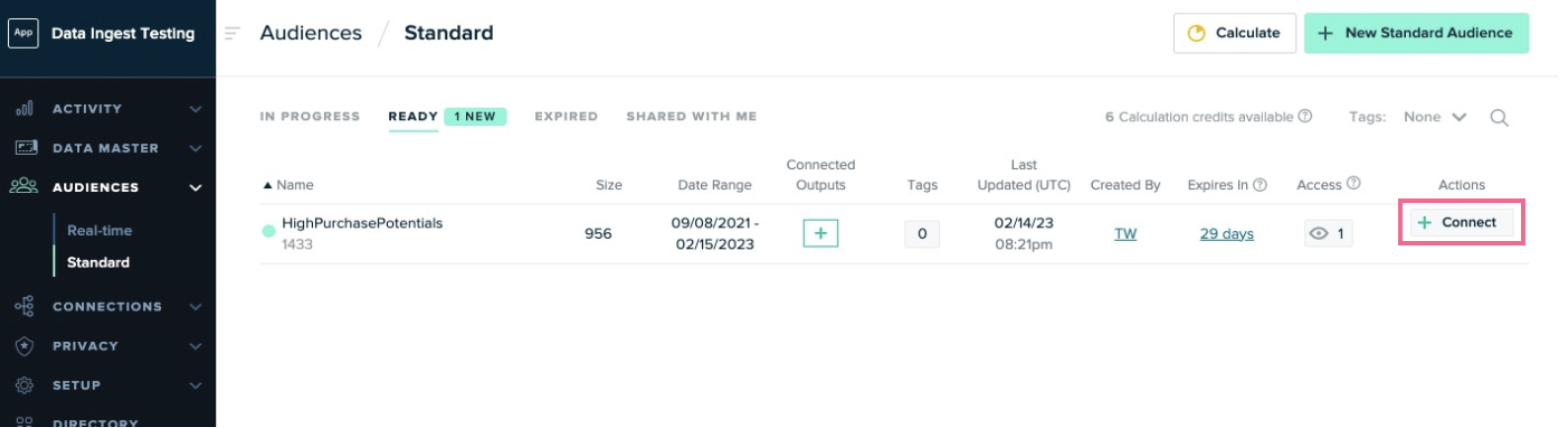 App Data Ingest Testing
ACTIVITY
DATA MASTER
AUDIENCES
Real-time
Standard
CONNECTIONS
PRIVACY
SETUP
DIRECTORY
Audiences / Standard
Calculate
+ New Standard Audience
IN PROGRESS READY 1 NEW EXPIRED SHARED WITH ME
6 Calculation credits available ? Tags: None
Name
Size
Date Range
Connected
Outputs
Tags
Last
Updated (UTC)
Created By
Expires In ?
Access ?
Actions
HighPurchasePotentials
1433
956
09/08/2021 -
02/15/2023
+
0
02/14/23
08:21pm
TW
29 days
1
+ Connect